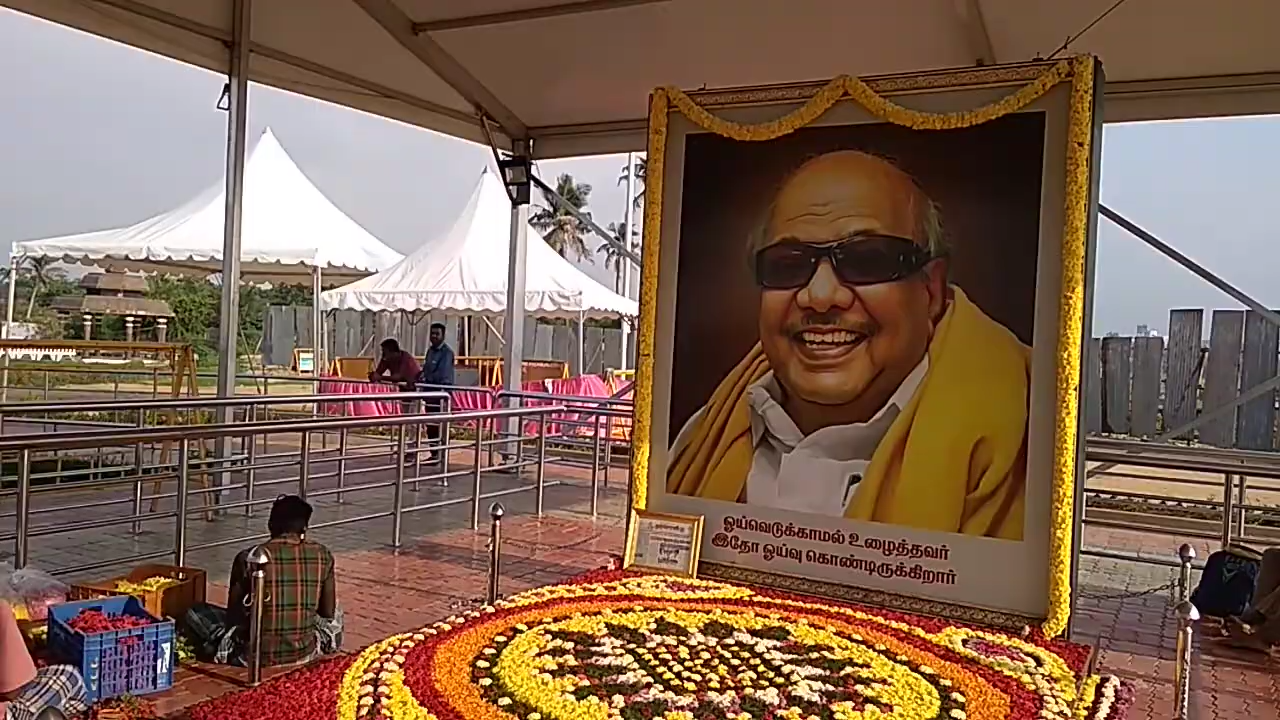 ஓய்வெடுக்காமல் உழைத்தவர்
இதோ ஓய்வு கொண்டிருக்கிறார்